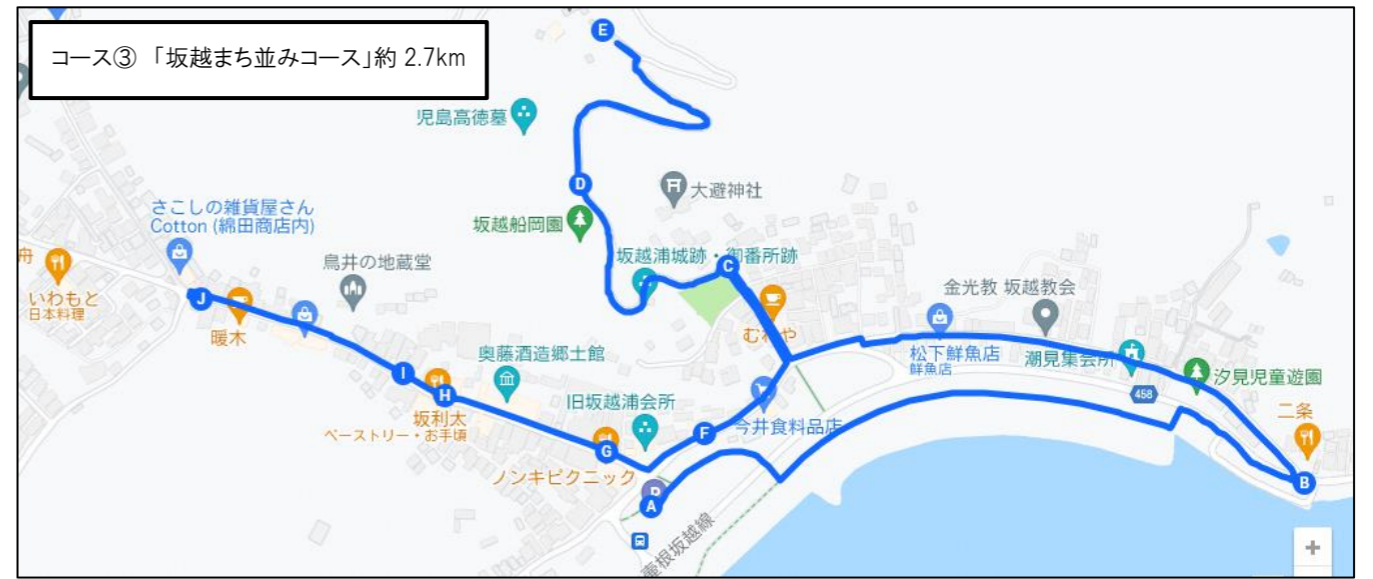 コース③ 「坂越まち並みコース」約 2.7km
E
児島高徳墓
D
大避神社
さこしの雑貨屋さん
Cotton (綿田商店内)
坂越船岡園
坂越浦城跡・御番所跡
C
舟
鳥井の地蔵堂
金光教 坂越教会
いわもと
日本料理
J
暖木
むれや
奥藤酒造郷土館
松下鮮魚店
鮮魚店
潮見集会所
汐見児童遊園
I
H
458
旧坂越浦会所
坂利太
ペーストリー・お手頃
今井食料品店
二条
F
G
ノンキピクニック
B
P
A
坂越線
+